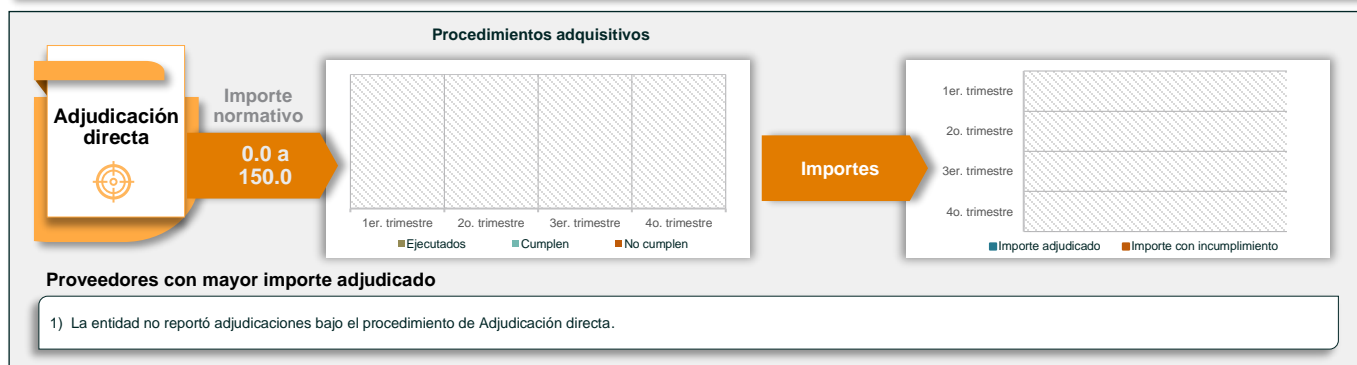 Procedimientos adquisitivos
Adjudicación
directa
Importe
normativo
0.0 a
150.0
1er. trimestre 2o. trimestre 3er. trimestre 4o. trimestre
Ejecutados Cumplen No cumplen
Importes
1er. trimestre
2o. trimestre
3er. trimestre
4o. trimestre
Importe adjudicado Importe con incumplimiento
Proveedores con mayor importe adjudicado
1) La entidad no reportó adjudicaciones bajo el procedimiento de Adjudicación directa.